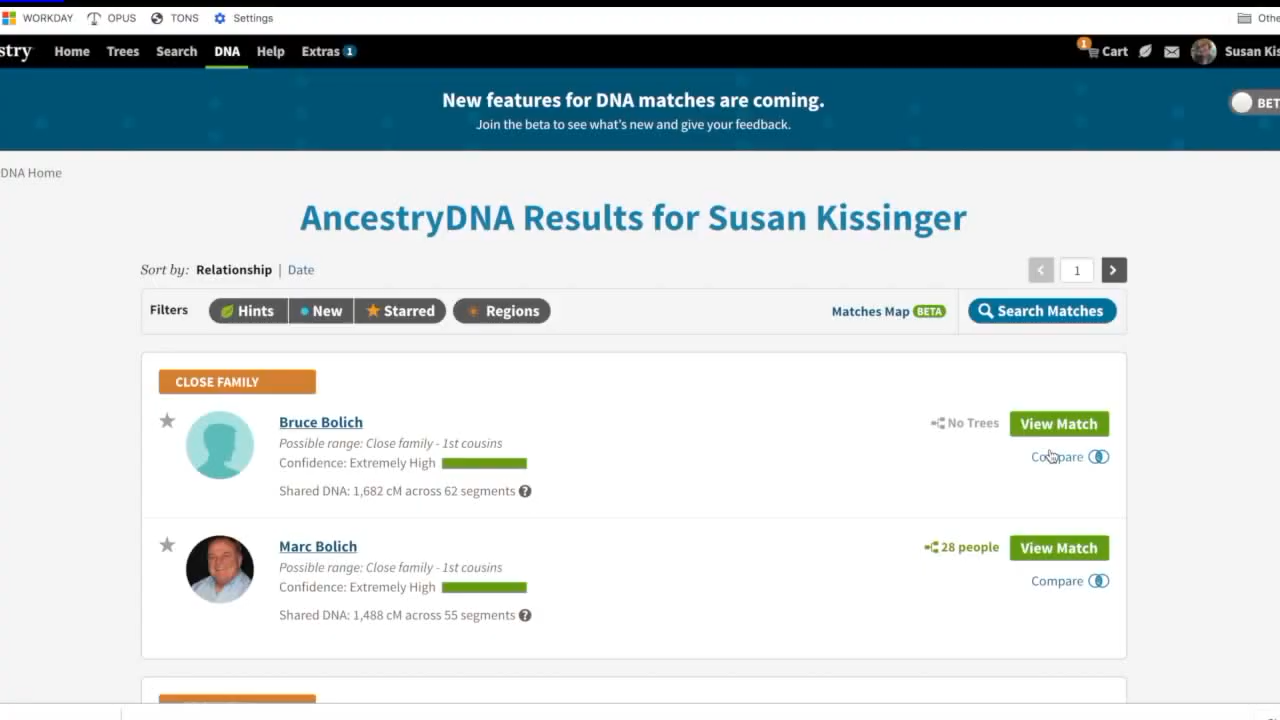 WORKDAY OPUS TONS Settings
stry Home Trees Search DNA Help Extras 1 1 Cart Susan Kis
New features for DNA matches are coming.
BET
Join the beta to see what's new and give your feedback.
DNA Home
AncestryDNA Results for Susan Kissinger
Sort by: Relationship | Date 1
Filters Hints New Starred Regions Matches Map BETA Search Matches
CLOSE FAMILY
Bruce Bolich No Trees View Match
Possible range: Close family - 1st cousins
Confidence: Extremely High Compare
Shared DNA: 1,682 cM across 62 segments ?
Marc Bolich 28 people View Match
Possible range: Close family - 1st cousins
Confidence: Extremely High Compare
Shared DNA: 1,488 cM across 55 segments ?